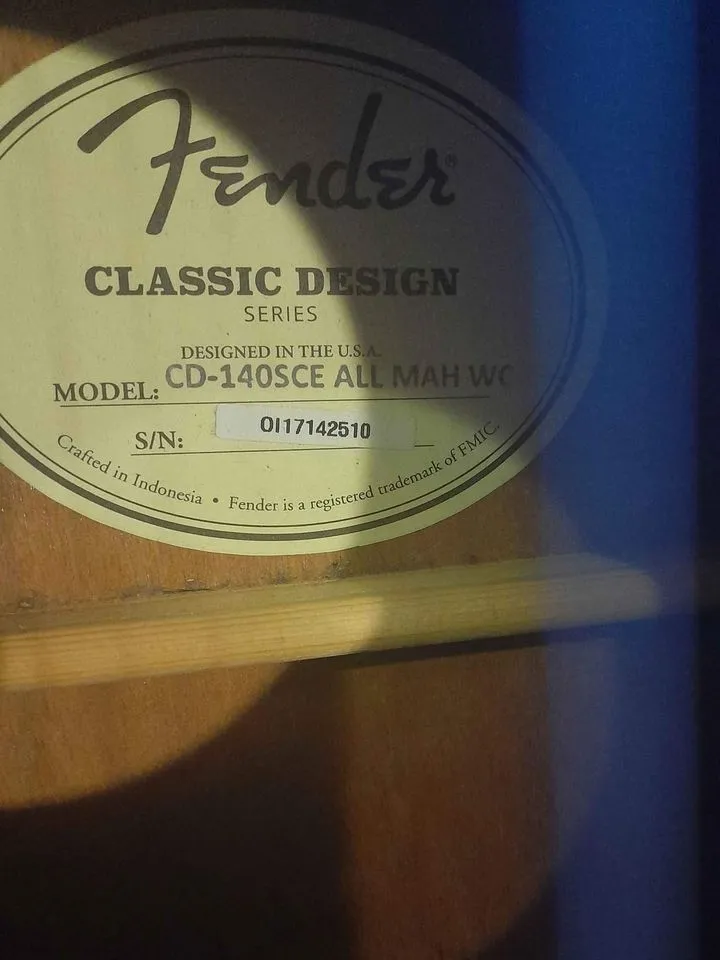 Fender®
CLASSIC DESIGN
SERIES
DESIGNED IN THE U.S.A.
MODEL: CD-140SCE ALL MAH WC
S/N: OI17142510
Crafted in Indonesia • Fender is a registered trademark of FMIC.